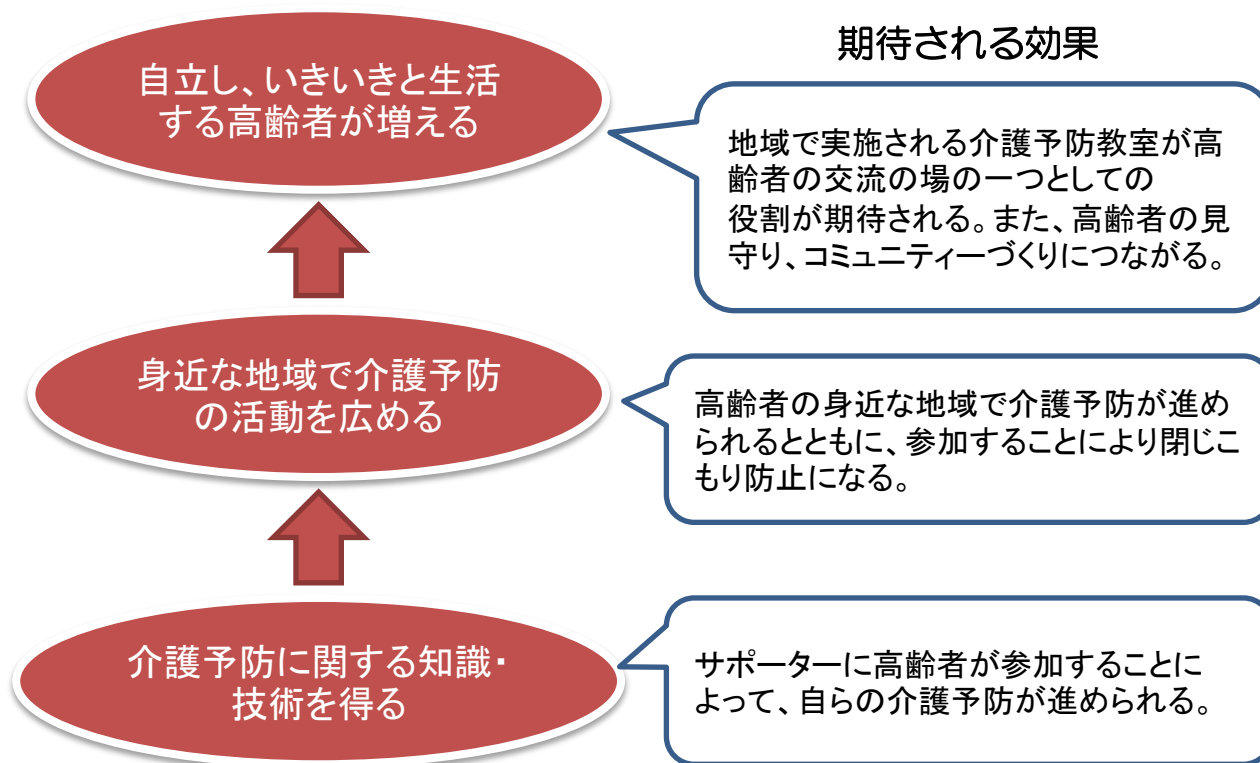 期待される効果
自立し、いきいきと生活
する高齢者が増える
地域で実施される介護予防教室が高
齢者の交流の場の一つとしての
役割が期待される。また、高齢者の見
守り、コミュニティーづくりにつながる。
身近な地域で介護予防
の活動を広める
高齢者の身近な地域で介護予防が進め
られるとともに、参加することにより閉じこ
もり防止になる。
介護予防に関する知識・
技術を得る
サポーターに高齢者が参加することに
よって、自らの介護予防が進められる。